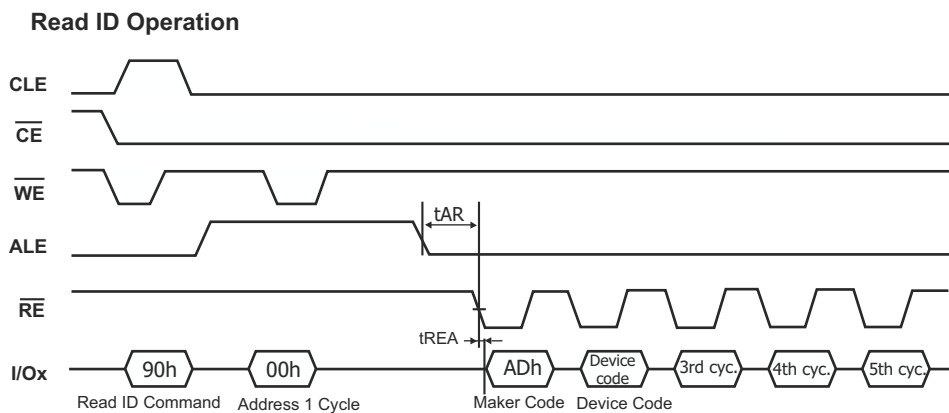 Read ID Operation
CLE
CE
WE
ALE
tAR
RE
tREA
I/Ox
90h
00h
ADh
Device code
3rd cyc.
4th cyc.
5th cyc.
Read ID Command
Address 1 Cycle
Maker Code
Device Code